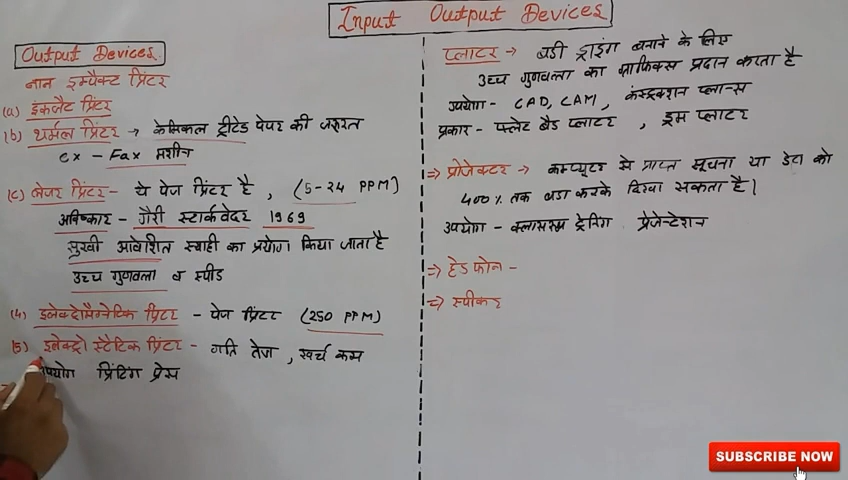 Input Output Devices
Output Devices
नान इम्पैक्ट प्रिंटर
(a) इंकजैट प्रिंटर
(b) थर्मल प्रिंटर → केमिकल ट्रीटेड पेपर की जरुरत
ex - Fax मशीन
(c) लेजर प्रिंटर - ये पेज प्रिंटर है , (5-24 PPM)
अविष्कार - गैरी स्टार्कवेदर 1969
सुखी आवेशित स्याही का प्रयोग किया जाता है
उच्च गुणवत्ता व स्पीड
(4) इलेक्ट्रोमैग्नेटिक प्रिंटर - पेज प्रिंटर (250 PPM)
(5) इलेक्ट्रो स्टैटिक प्रिंटर - गति तेज , खर्च कम
उपयोग प्रिंटिग प्रेस
प्लाटर → बडी ड्राइंग बनाने के लिए
उच्च गुणवत्ता का ग्राफिक्स प्रदान करता है
उपयोग - CAD, CAM, कंस्ट्रक्शन प्लान्स
प्रकार - फ्लेट बैड प्लाटर , ड्रम प्लाटर
⇒ प्रोजेक्टर → कम्प्यूटर से प्राप्त सूचना या डेटा को
400% तक बडा करके दिखा सकता है।
उपयोग - क्लासरूम ट्रेनिंग प्रेजेन्टेशन
⇒ हेड फोन -
⇒ स्पीकर
SUBSCRIBE NOW